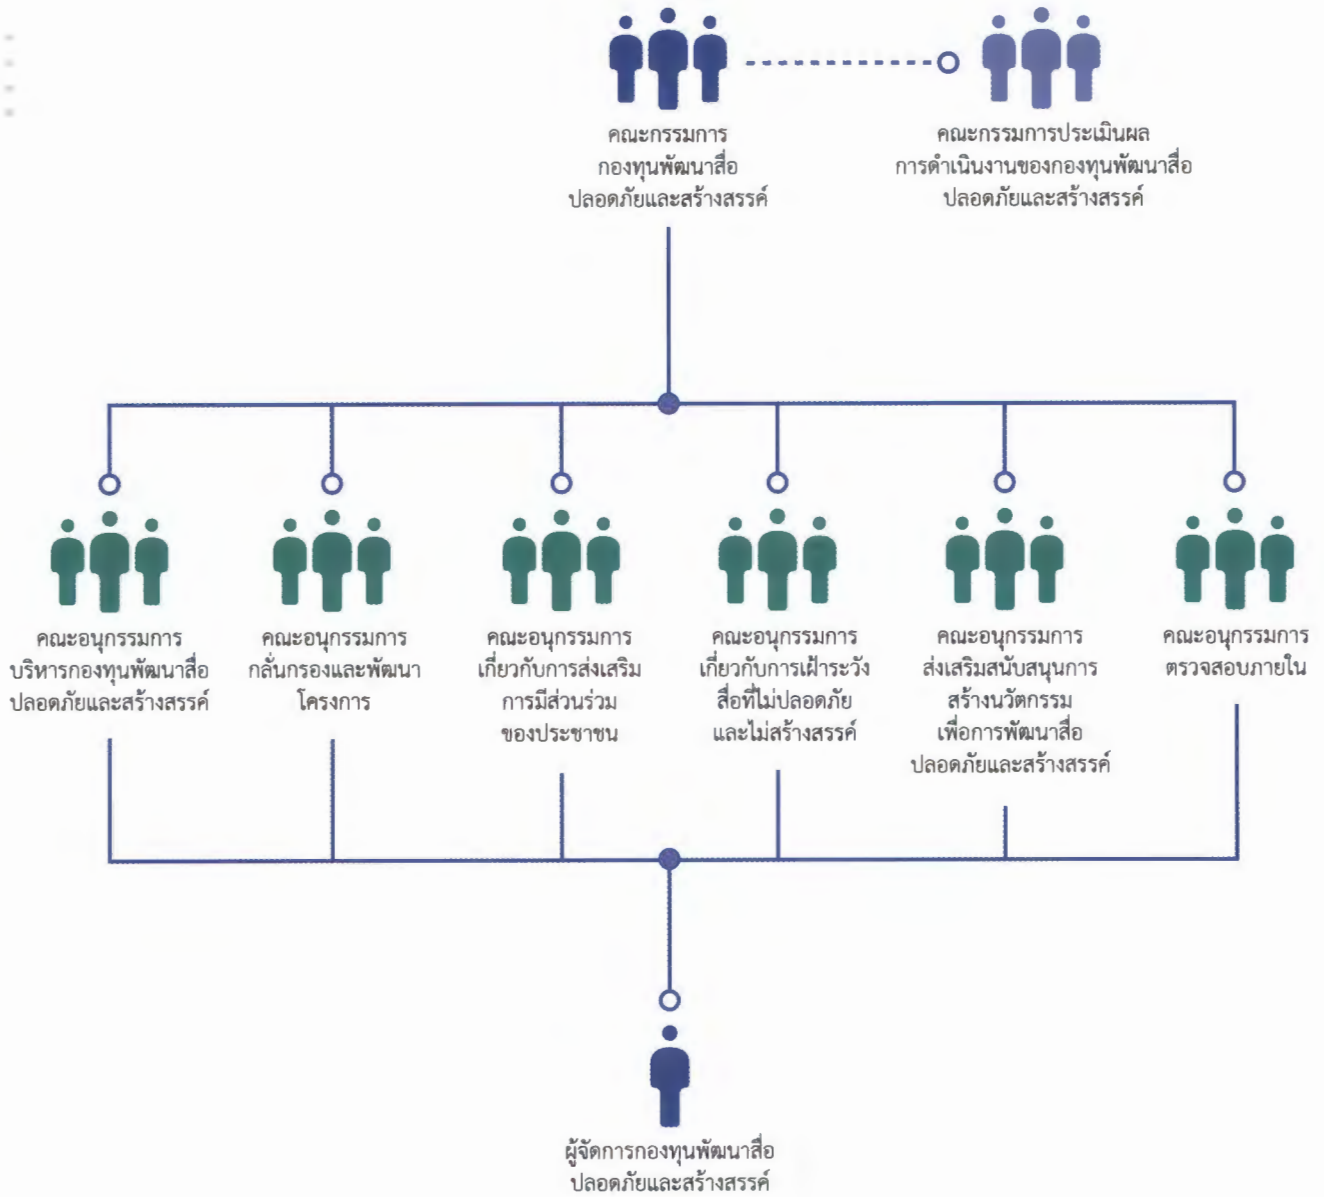 คณะกรรมการ
กองทุนพัฒนาสื่อ
ปลอดภัยและสร้างสรรค์
คณะกรรมการประเมินผล
การดำเนินงานของกองทุนพัฒนาสื่อ
ปลอดภัยและสร้างสรรค์
คณะอนุกรรมการ
บริหารกองทุนพัฒนาสื่อ
ปลอดภัยและสร้างสรรค์
คณะอนุกรรมการ
กลั่นกรองและพัฒนา
โครงการ
คณะอนุกรรมการ
เกี่ยวกับการส่งเสริม
การมีส่วนร่วม
ของประชาชน
คณะอนุกรรมการ
เกี่ยวกับการเฝ้าระวัง
สื่อที่ไม่ปลอดภัย
และไม่สร้างสรรค์
คณะอนุกรรมการ
ส่งเสริมสนับสนุนการ
สร้างนวัตกรรม
เพื่อการพัฒนาสื่อ
ปลอดภัยและสร้างสรรค์
คณะอนุกรรมการ
ตรวจสอบภายใน
ผู้จัดการกองทุนพัฒนาสื่อ
ปลอดภัยและสร้างสรรค์